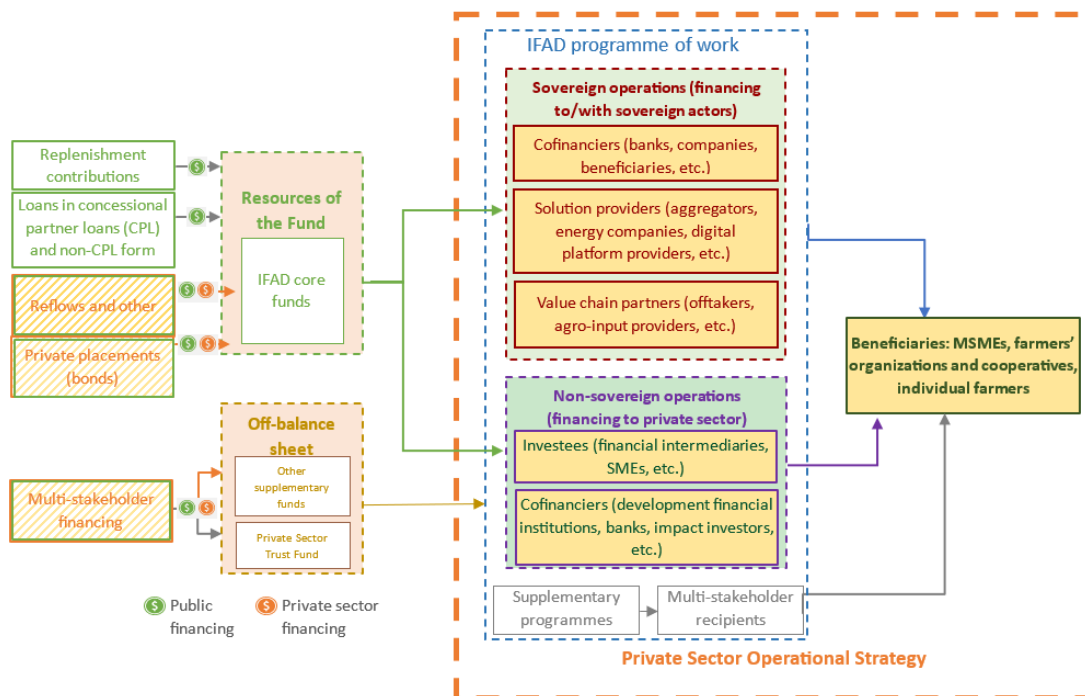 IFAD programme of work
Sovereign operations (financing
to/with sovereign actors)
Cofinanciers (banks, companies,
beneficiaries, etc.)
Solution providers (aggregators,
energy companies, digital
platform providers, etc.)
Value chain partners (offtakers,
agro-input providers, etc.)
Replenishment
contributions
Loans in concessional
partner loans (CPL)
and non-CPL form
Reflows and other
Private placements
(bonds)
Resources of
the Fund
IFAD core
funds
Beneficiaries: MSMEs, farmers’
organizations and cooperatives,
individual farmers
Non-sovereign operations
(financing to private sector)
Investees (financial intermediaries,
SMEs, etc.)
Cofinanciers (development financial
institutions, banks, impact investors,
etc.)
Off-balance
sheet
Other
supplementary
funds
Private Sector
Trust Fund
Multi-stakeholder
financing
Supplementary
programmes
Multi-stakeholder
recipients
$ Public
financing
$ Private sector
financing
Private Sector Operational Strategy